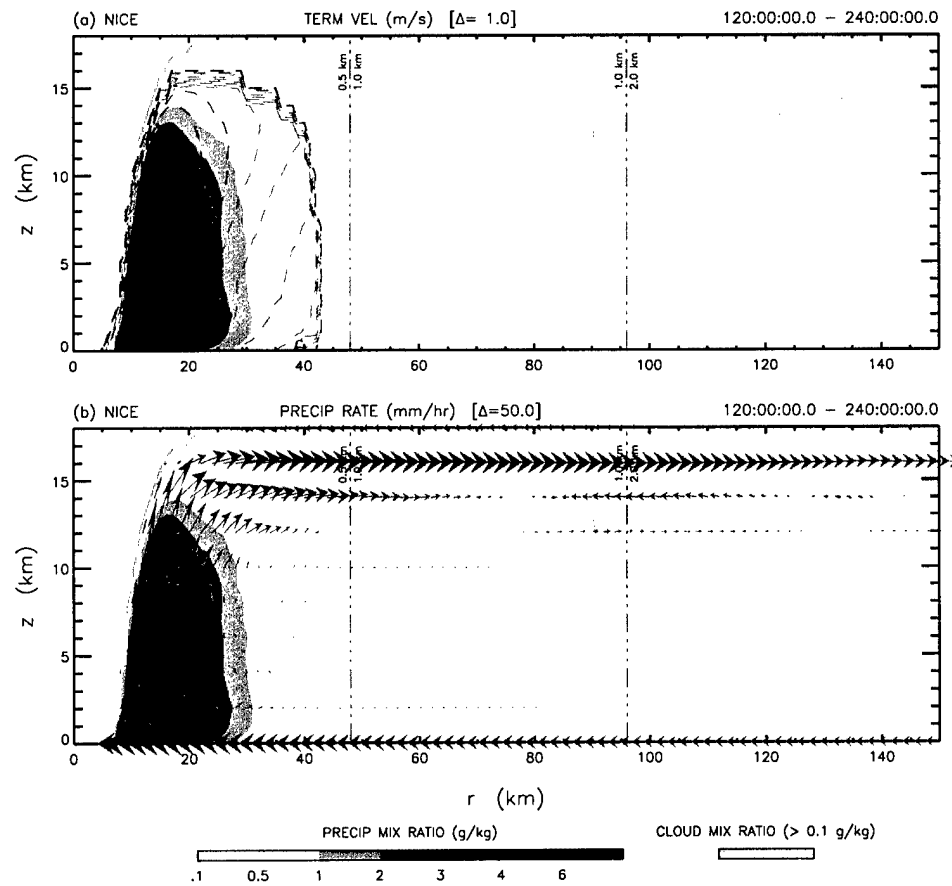 (a) NICE TERM VEL (m/s) [Δ= 1.0] 120:00:00.0 – 240:00:00.0
0.5 km
1.0 km
1.0 km
2.0 km
z (km)
15
10
5
0
0 20 40 60 80 100 120 140
(b) NICE PRECIP RATE (mm/hr) [Δ=50.0] 120:00:00.0 – 240:00:00.0
z (km)
15
10
5
0
0 20 40 60 80 100 120 140
r (km)
PRECIP MIX RATIO (g/kg) CLOUD MIX RATIO (> 0.1 g/kg)
.1 0.5 1 2 3 4 6